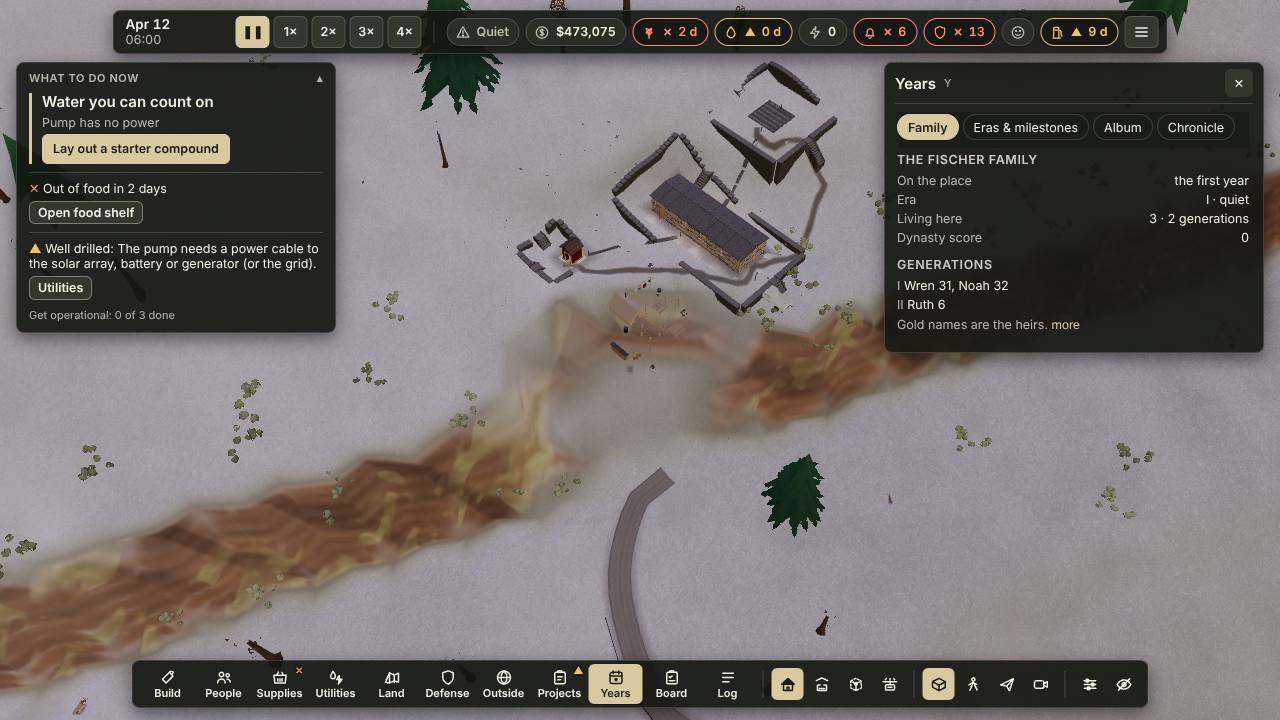 Apr 12
06:00
1×
2×
3×
4×
Quiet
$473,075
× 2 d
0 d
0
× 6
× 13
9 d
WHAT TO DO NOW
Water you can count on
Pump has no power
Lay out a starter compound
× Out of food in 2 days
Open food shelf
Well drilled: The pump needs a power cable to
the solar array, battery or generator (or the grid).
Utilities
Get operational: 0 of 3 done
Years Y
Family Eras & milestones Album Chronicle
THE FISCHER FAMILY
On the place the first year
Era I · quiet
Living here 3 · 2 generations
Dynasty score 0
GENERATIONS
I Wren 31, Noah 32
II Ruth 6
Gold names are the heirs. more
Build
People
Supplies
Utilities
Land
Defense
Outside
Projects
Years
Board
Log